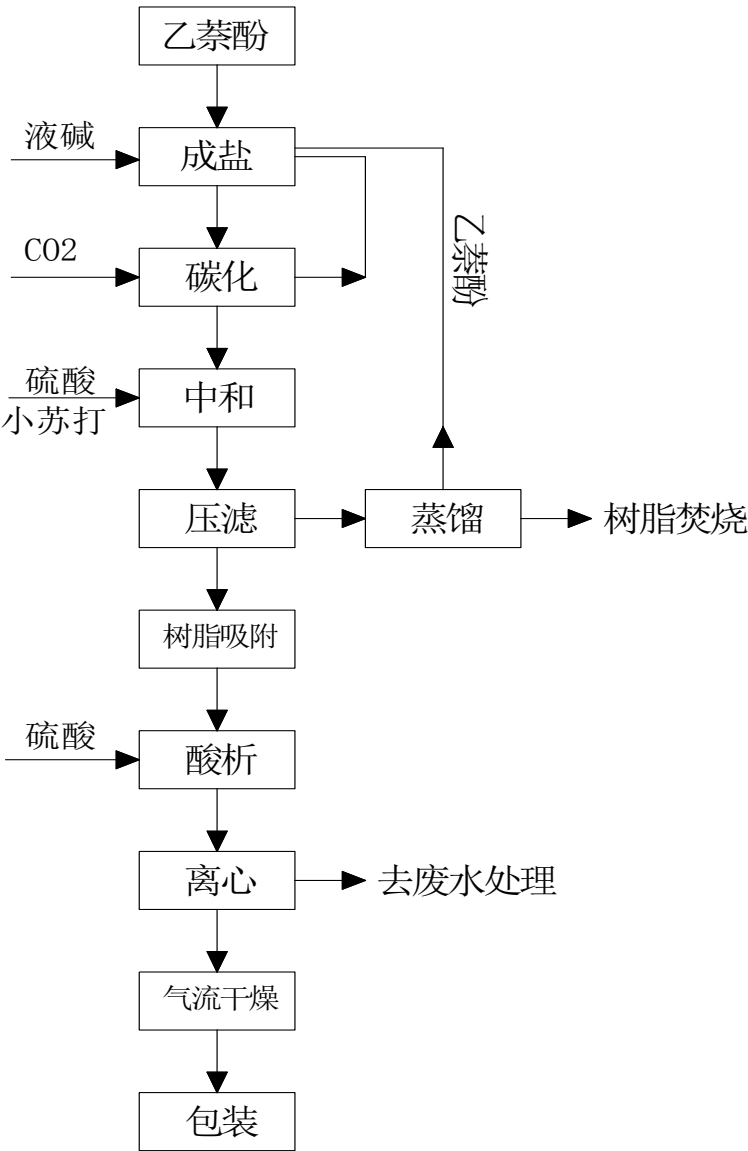 乙萘酚
液碱
成盐
乙萘酚
CO2
碳化
硫酸
小苏打
中和
压滤
蒸馏
树脂焚烧
树脂吸附
硫酸
酸析
离心
去废水处理
气流干燥
包装